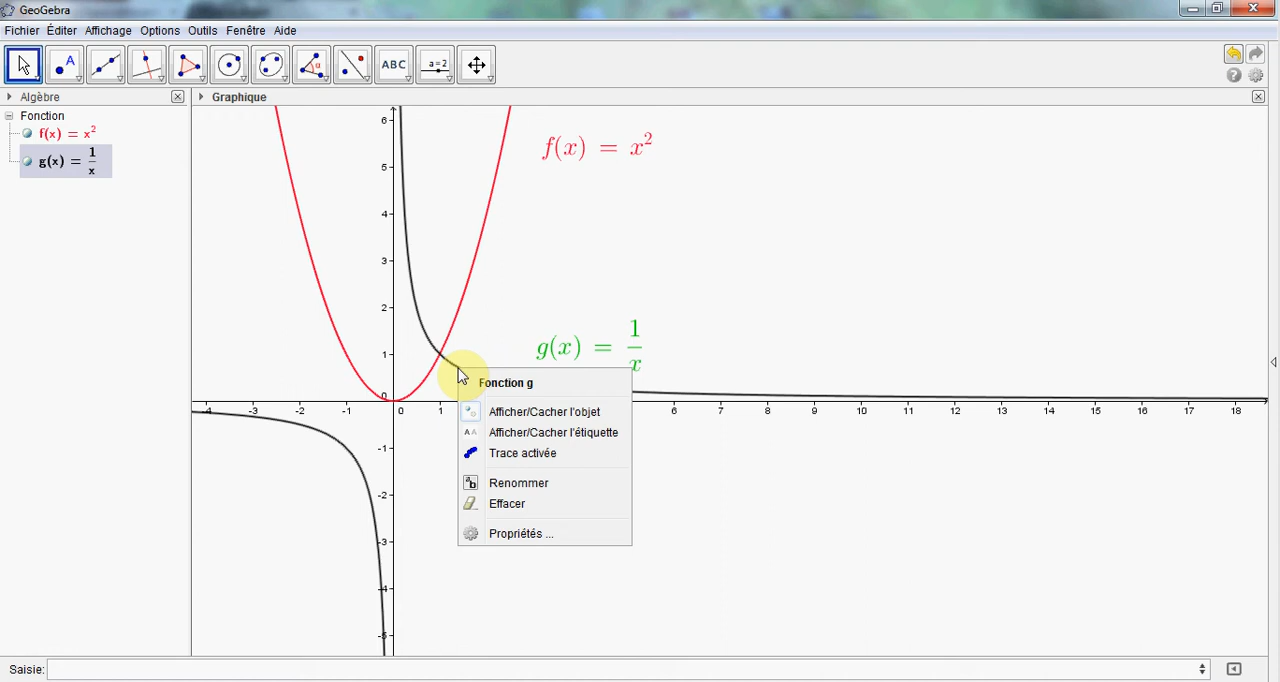 GeoGebra
Fichier Éditer Affichage Options Outils Fenêtre Aide
A
ABC
a=2
Algèbre
Graphique
Fonction
f(x) = x²
g(x) = 1/x
f(x) = x²
g(x) = 1/x
6
5
4
3
2
1
0
-1
-2
-3
-4
-5
-4 -3 -2 -1 0 1 6 7 8 9 10 11 12 13 14 15 16 17 18
Fonction g
Afficher/Cacher l'objet
AA Afficher/Cacher l'étiquette
Trace activée
ab Renommer
Effacer
Propriétés ...
Saisie: